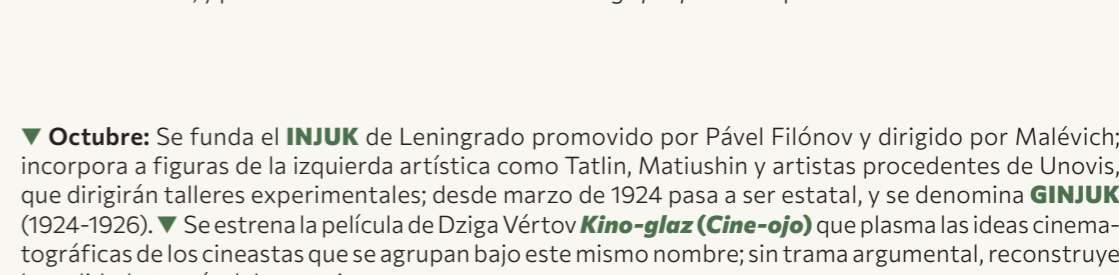 ▼ Octubre: Se funda el INJUK de Leningrado promovido por Pável Filónov y dirigido por Malévich;
incorpora a figuras de la izquierda artística como Tatlin, Matiushin y artistas procedentes de Unovis,
que dirigirán talleres experimentales; desde marzo de 1924 pasa a ser estatal, y se denomina GINJUK
(1924-1926). ▼ Se estrena la película de Dziga Vértov Kino-glaz (Cine-ojo) que plasma las ideas cinema-
tográficas de los cineastas que se agrupan bajo este mismo nombre; sin trama argumental, reconstruye